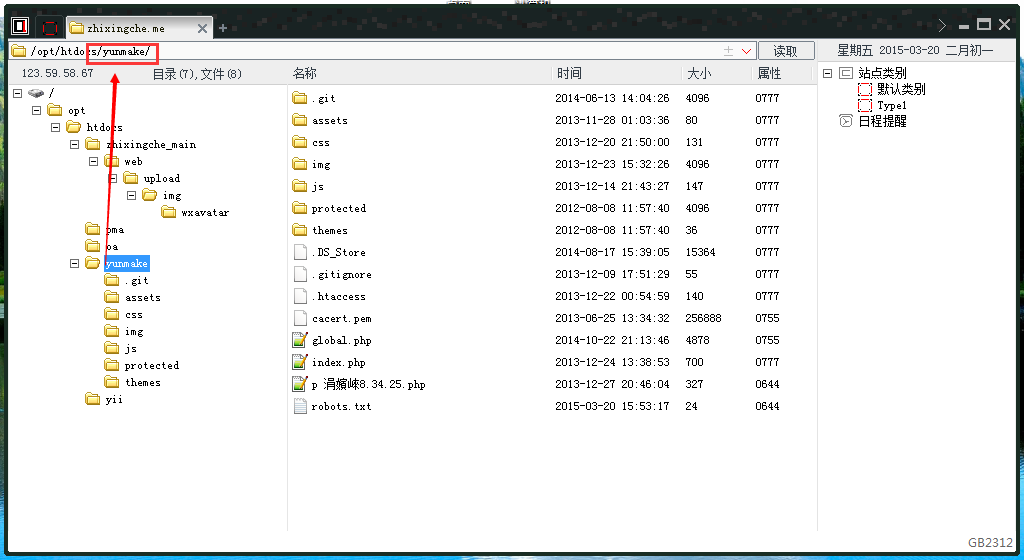 zhixingche.me
/opt/htdocs/yunmake/
读取
星期五 2015-03-20 二月初一
123.59.58.67
目录(7),文件(8)
名称 时间 大小 属性
/
opt
htdocs
zhixingche_main
web
upload
img
wxavatar
pma
oa
yunmake
.git
assets
css
img
js
protected
themes
yii
.git 2014-06-13 14:04:26 4096 0777
assets 2013-11-28 01:03:36 80 0777
css 2013-12-20 21:50:00 131 0777
img 2013-12-23 15:32:26 4096 0777
js 2013-12-14 21:43:27 147 0777
protected 2012-08-08 11:57:40 4096 0777
themes 2012-08-08 11:57:40 36 0777
.DS_Store 2014-08-17 15:39:05 15364 0777
.gitignore 2013-12-09 17:51:29 55 0777
.htaccess 2013-12-22 00:54:59 140 0777
cacert.pem 2013-06-25 13:34:32 256888 0755
global.php 2014-10-22 21:13:46 4878 0755
index.php 2013-12-24 13:38:53 700 0777
p 涓嬪崍8.34.25.php 2013-12-27 20:46:04 327 0644
robots.txt 2015-03-20 15:53:17 24 0644
站点类别
默认类别
Type1
日程提醒
GB2312